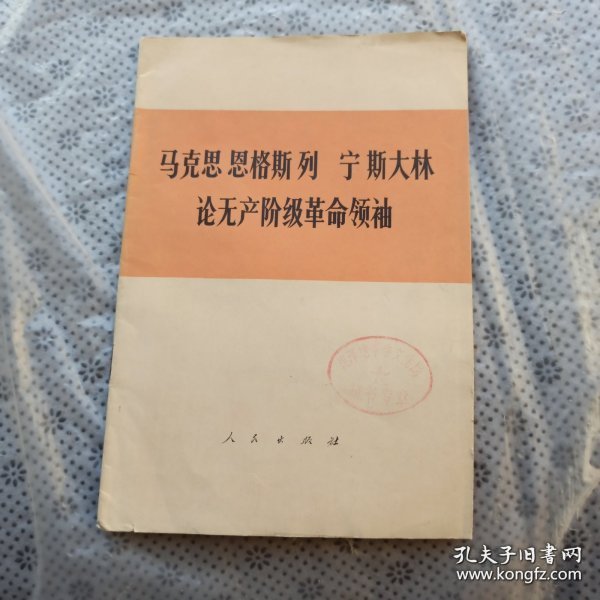 马克思 恩格斯 列 宁 斯大林
论无产阶级革命领袖
人民出版社
孔夫子旧书网
www.kongfz.com